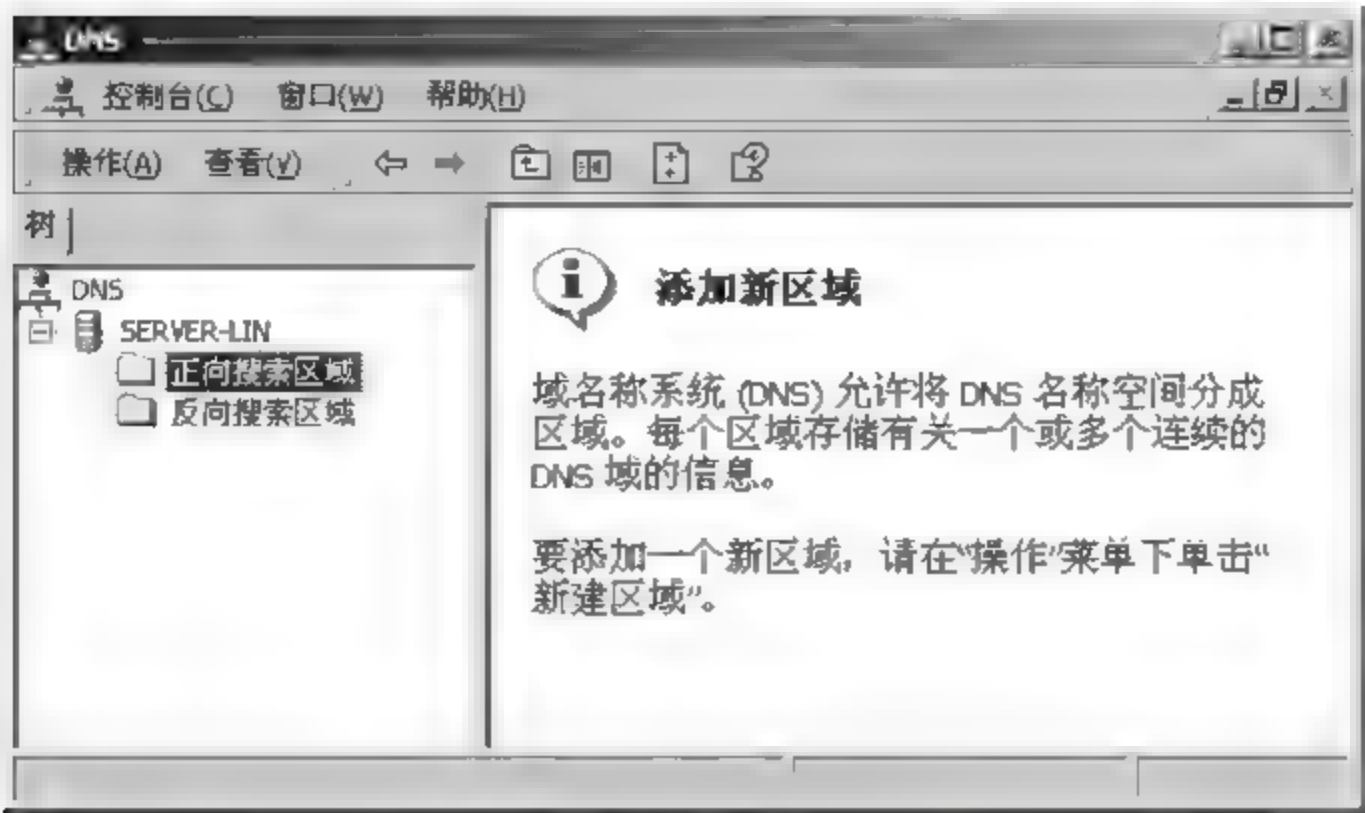 DNS
控制台(C) 窗口(W) 帮助(H)
操作(A) 查看(V)
树
DNS
SERVER-LIN
正向搜索区域
反向搜索区域
添加新区域
域名称系统 (DNS) 允许将 DNS 名称空间分成
区域。每个区域存储有关一个或多个连续的
DNS 域的信息。
要添加一个新区域，请在“操作”菜单下单击“
新建区域”。